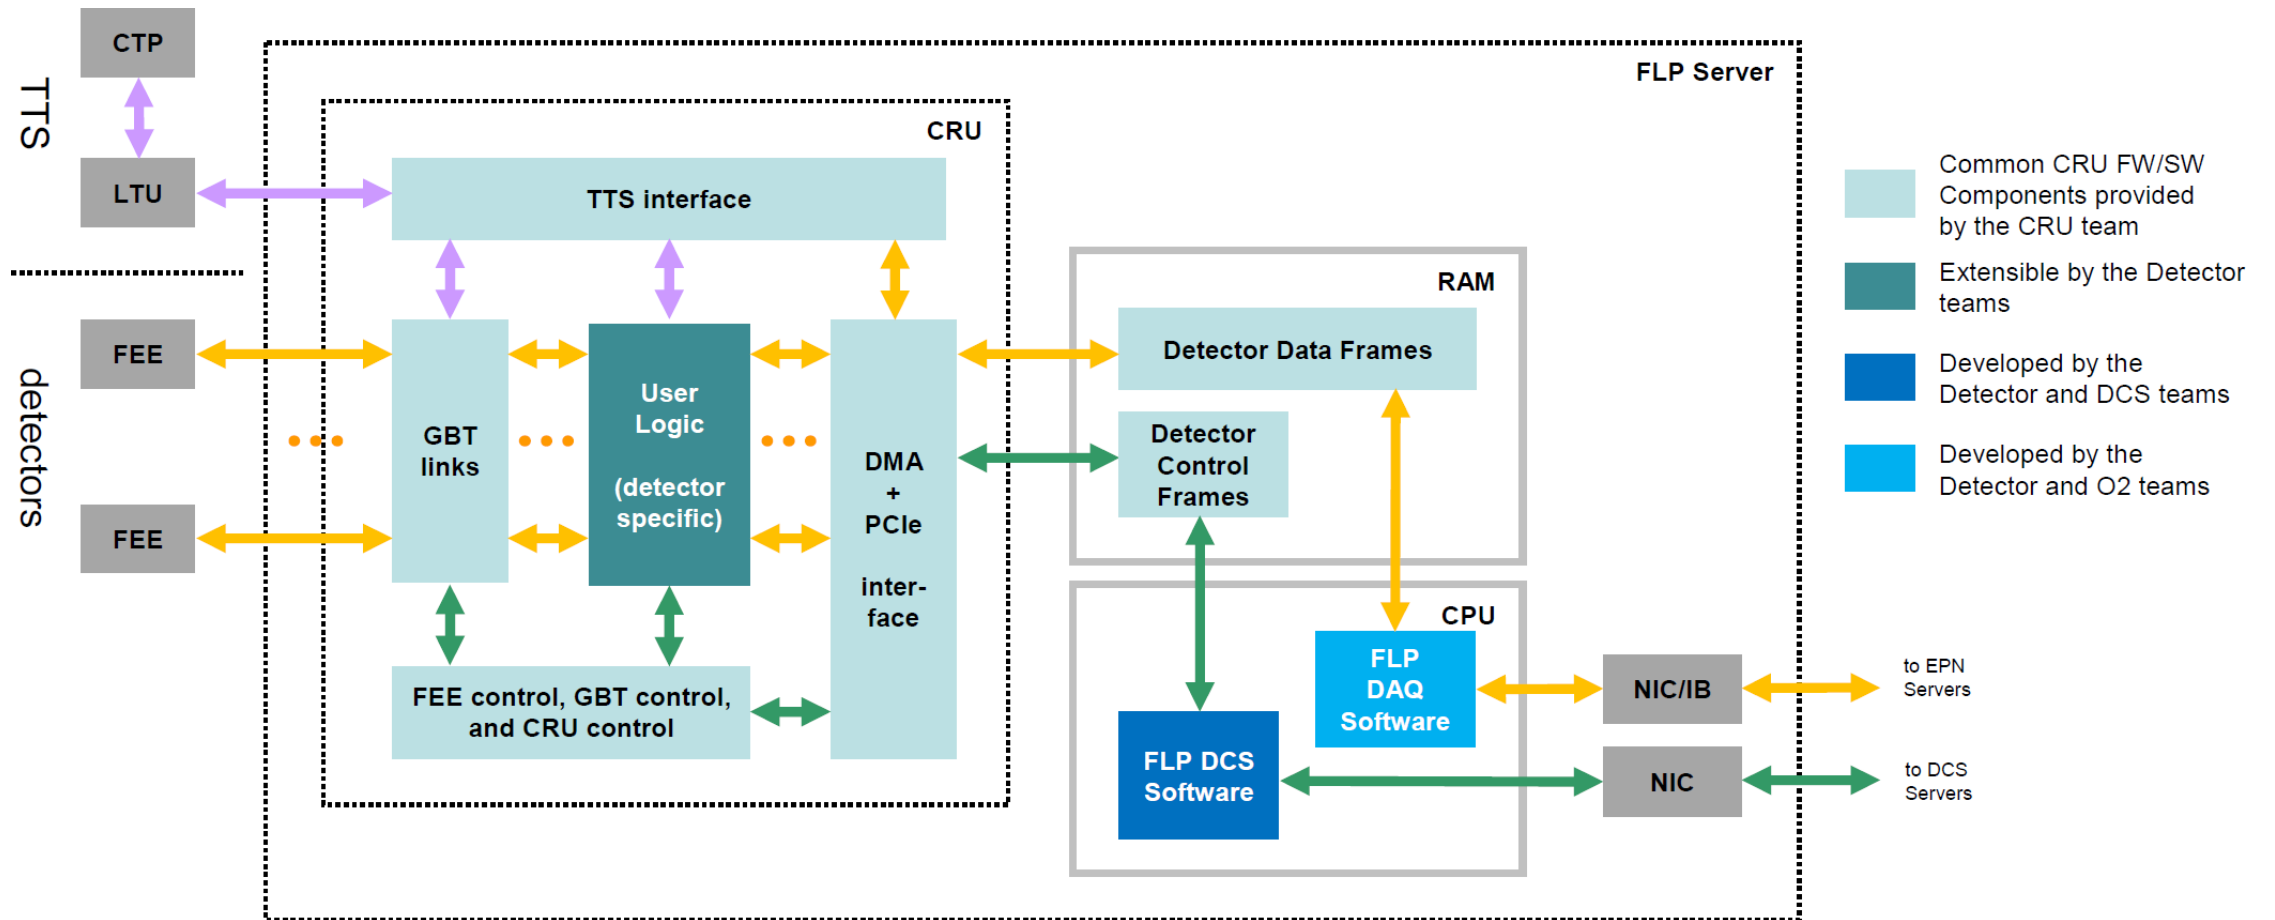 CTP
TTS
FLP Server
CRU
LTU
TTS interface
Common CRU FW/SW
Components provided
by the CRU team
Extensible by the Detector
teams
Developed by the
Detector and DCS teams
Developed by the
Detector and O2 teams
detectors
FEE
FEE
GBT
links
User
Logic
(detector
specific)
DMA
+
PCIe
inter-
face
FEE control, GBT control,
and CRU control
RAM
Detector Data Frames
Detector
Control
Frames
CPU
FLP
DAQ
Software
FLP DCS
Software
NIC/IB
to EPN
Servers
NIC
to DCS
Servers